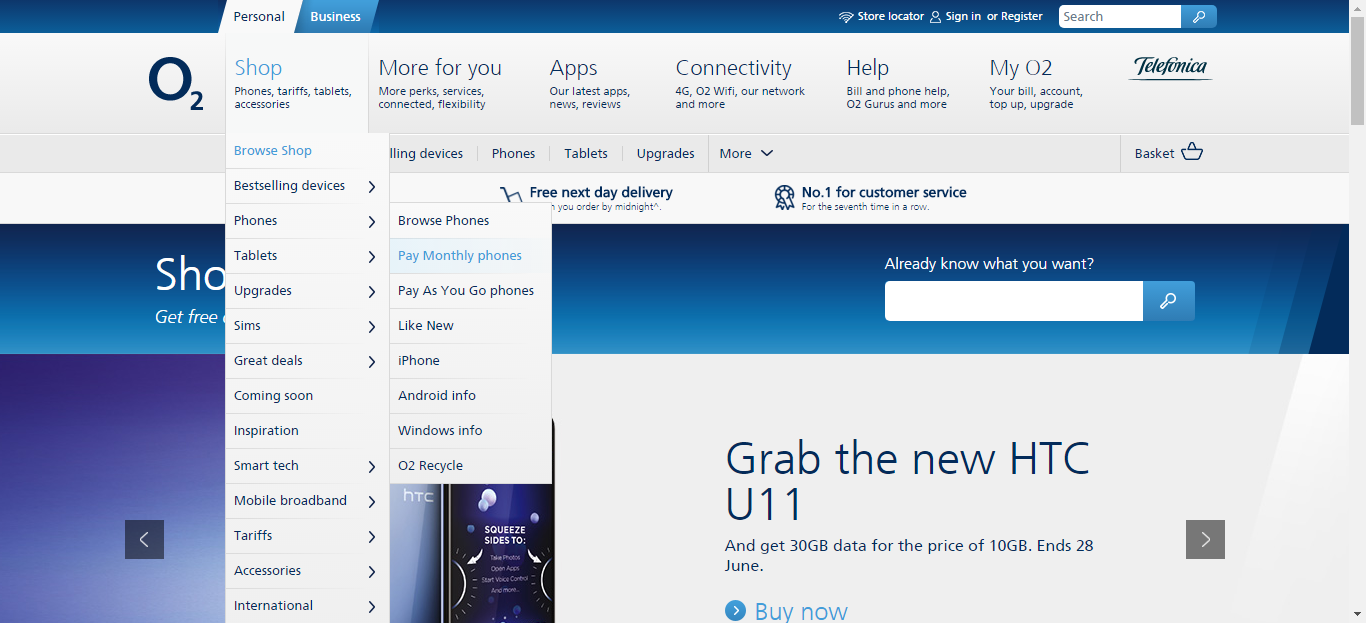 Personal
Business
Store locator
Sign in or Register
Search
O2
Shop
Phones, tariffs, tablets,
accessories
More for you
More perks, services,
connected, flexibility
Apps
Our latest apps,
news, reviews
Connectivity
4G, O2 Wifi, our network
and more
Help
Bill and phone help,
O2 Gurus and more
My O2
Your bill, account,
top up, upgrade
Telefónica
Browse Shop
lling devices
Phones
Tablets
Upgrades
More
Basket
Free next day delivery
you order by midnight^.
No.1 for customer service
For the seventh time in a row.
Bestselling devices
Phones
Tablets
Upgrades
Sims
Great deals
Coming soon
Inspiration
Smart tech
Mobile broadband
Tariffs
Accessories
International
Browse Phones
Pay Monthly phones
Pay As You Go phones
Like New
iPhone
Android info
Windows info
O2 Recycle
Sho
Get free
Already know what you want?
hTC
SQUEEZE
SIDES TO:
Take Photos
Open Apps
Start Voice Control
And more...
Grab the new HTC
U11
And get 30GB data for the price of 10GB. Ends 28
June.
Buy now